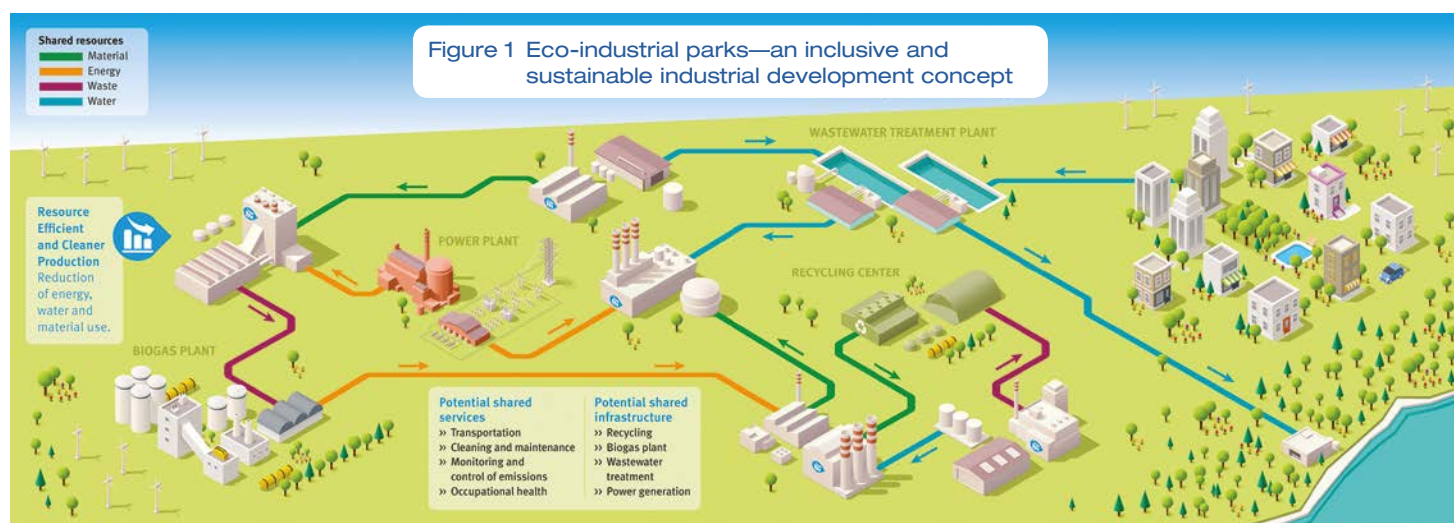 Shared resources
Material
Energy
Waste
Water
Figure 1 Eco-industrial parks—an inclusive and
sustainable industrial development concept
WASTEWATER TREATMENT PLANT
Resource
Efficient
and Cleaner
Production
Reduction
of energy,
water and
material use.
POWER PLANT
RECYCLING CENTER
BIOGAS PLANT
Potential shared
services
» Transportation
» Cleaning and maintenance
» Monitoring and
control of emissions
» Occupational health
Potential shared
infrastructure
» Recycling
» Biogas plant
» Wastewater
treatment
» Power generation